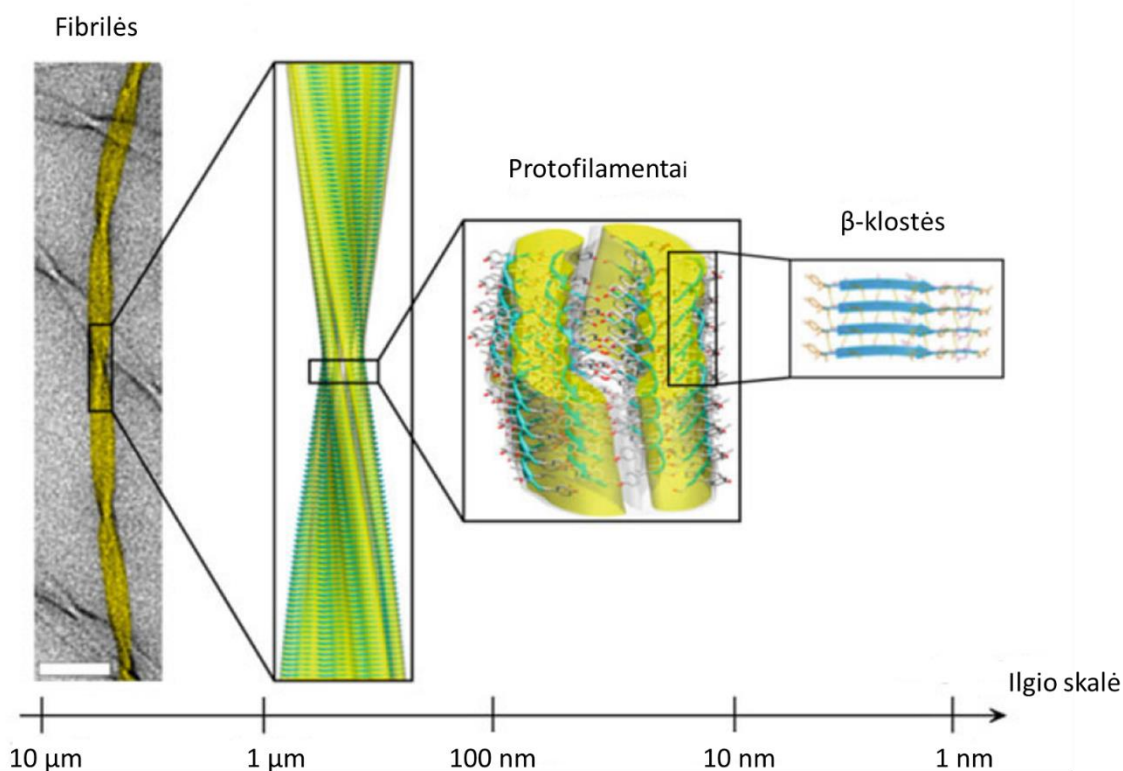 Fibrilės
Protofilamentai
β-klostės
Ilgio skalė
10 μm
1 μm
100 nm
10 nm
1 nm